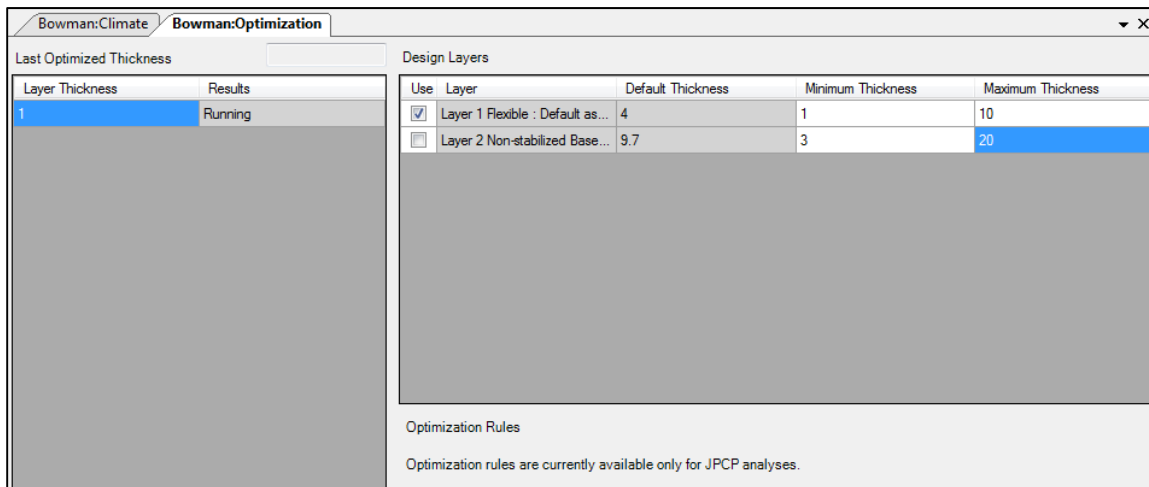 Bowman:Climate Bowman:Optimization
Last Optimized Thickness
Layer Thickness Results
1 Running
Design Layers
Use Layer Default Thickness Minimum Thickness Maximum Thickness
Layer 1 Flexible : Default as... 4 1 10
Layer 2 Non-stabilized Base... 9.7 3 20
Optimization Rules
Optimization rules are currently available only for JPCP analyses.